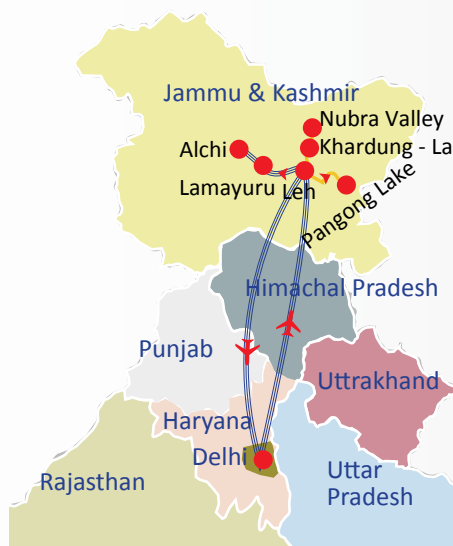 Jammu & Kashmir
Nubra Valley
Khardung - La
Alchi
Lamayuru
Leh
Pangong Lake
Himachal Pradesh
Punjab
Uttrakhand
Haryana
Delhi
Rajasthan
Uttar
Pradesh